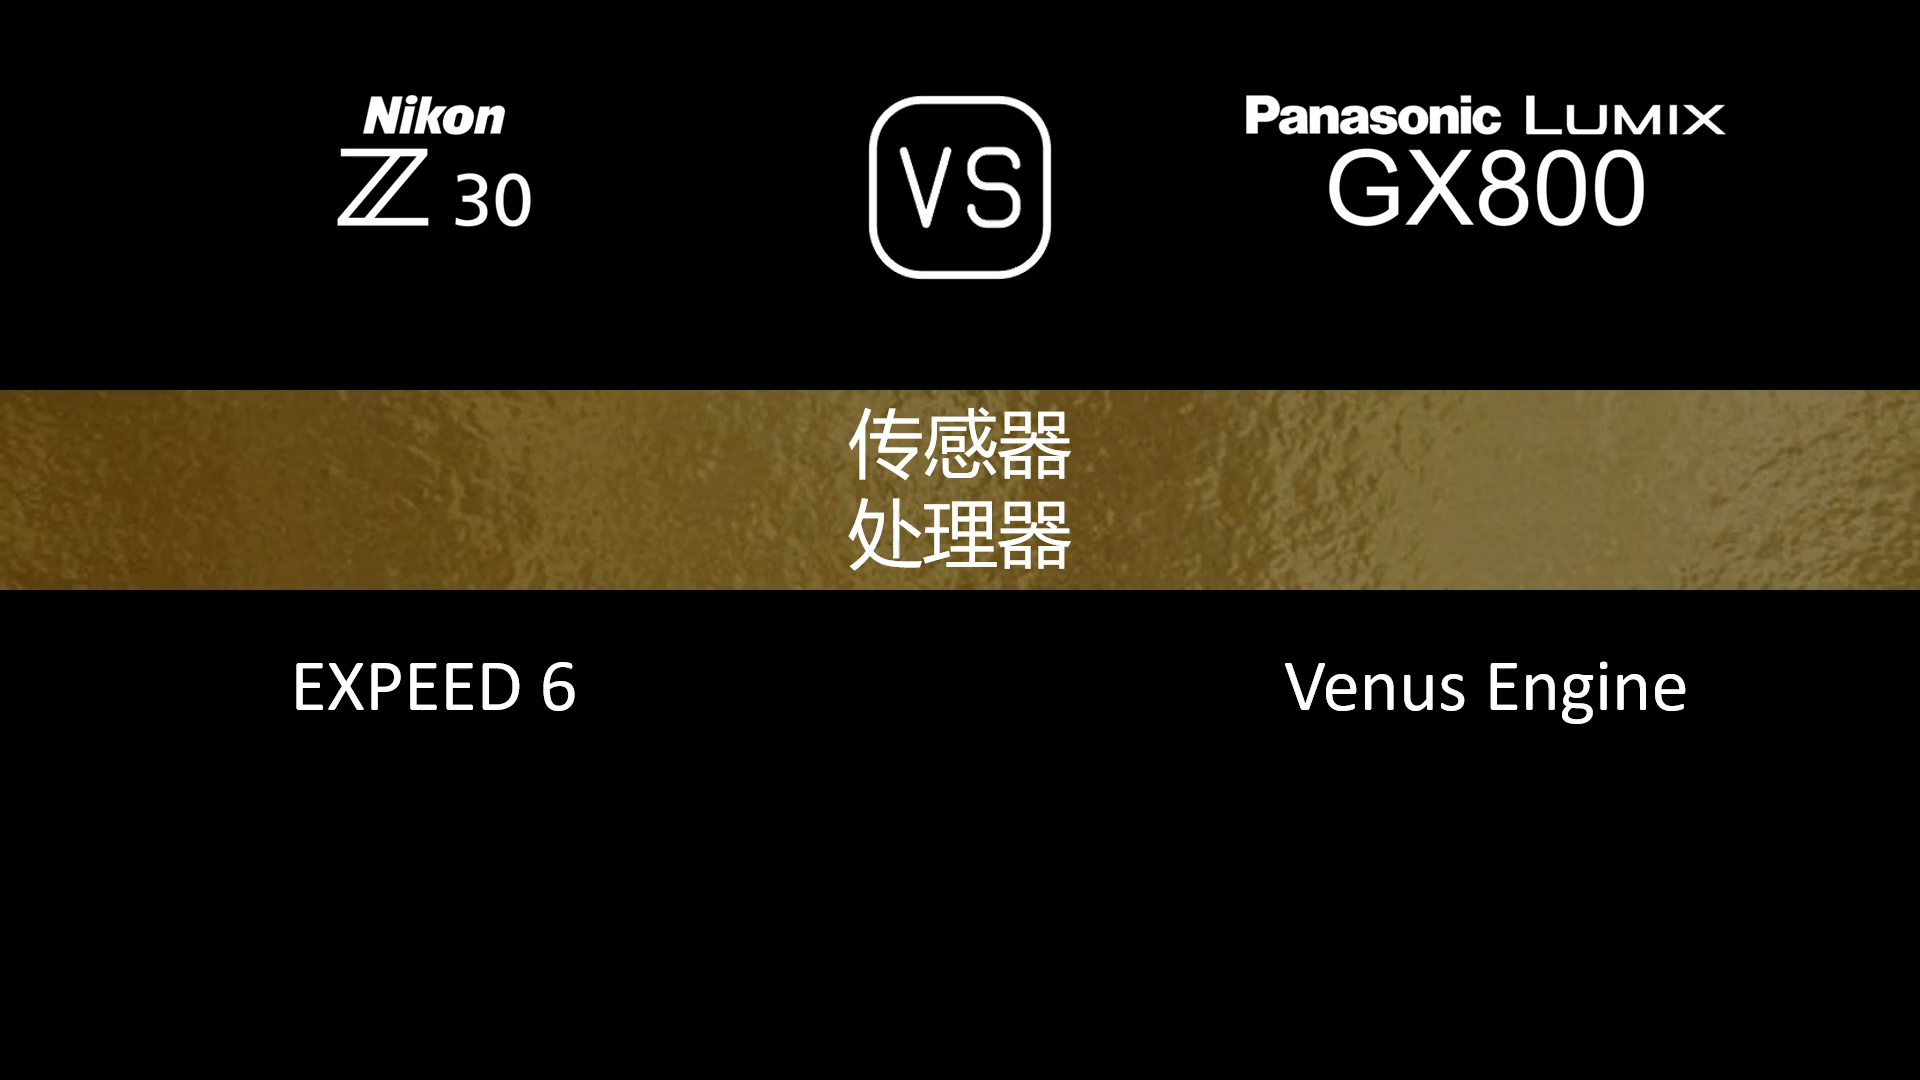 Nikon
Z 30
VS
Panasonic LUMIX
GX800
传感器
处理器
EXPEED 6
Venus Engine